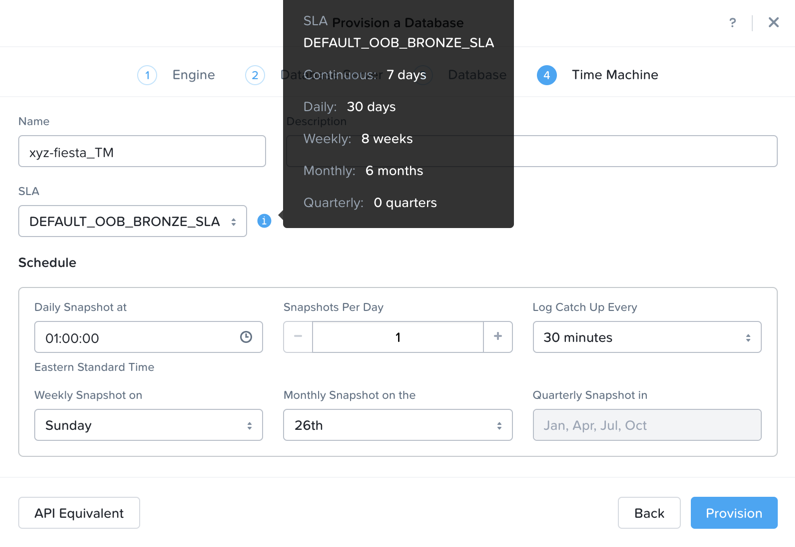 SLA
Provision a Database
?
DEFAULT_OOB_BRONZE_SLA
1 Engine 2 Database Server Database 4 Time Machine
Continuous: 7 days
Daily: 30 days
Weekly: 8 weeks
Monthly: 6 months
Quarterly: 0 quarters
Name
Description
xyz-fiesta_TM
SLA
DEFAULT_OOB_BRONZE_SLA
1
Schedule
Daily Snapshot at
Snapshots Per Day
Log Catch Up Every
01:00:00
− 1 +
30 minutes
Eastern Standard Time
Weekly Snapshot on
Monthly Snapshot on the
Quarterly Snapshot in
Sunday
26th
Jan, Apr, Jul, Oct
API Equivalent
Back
Provision